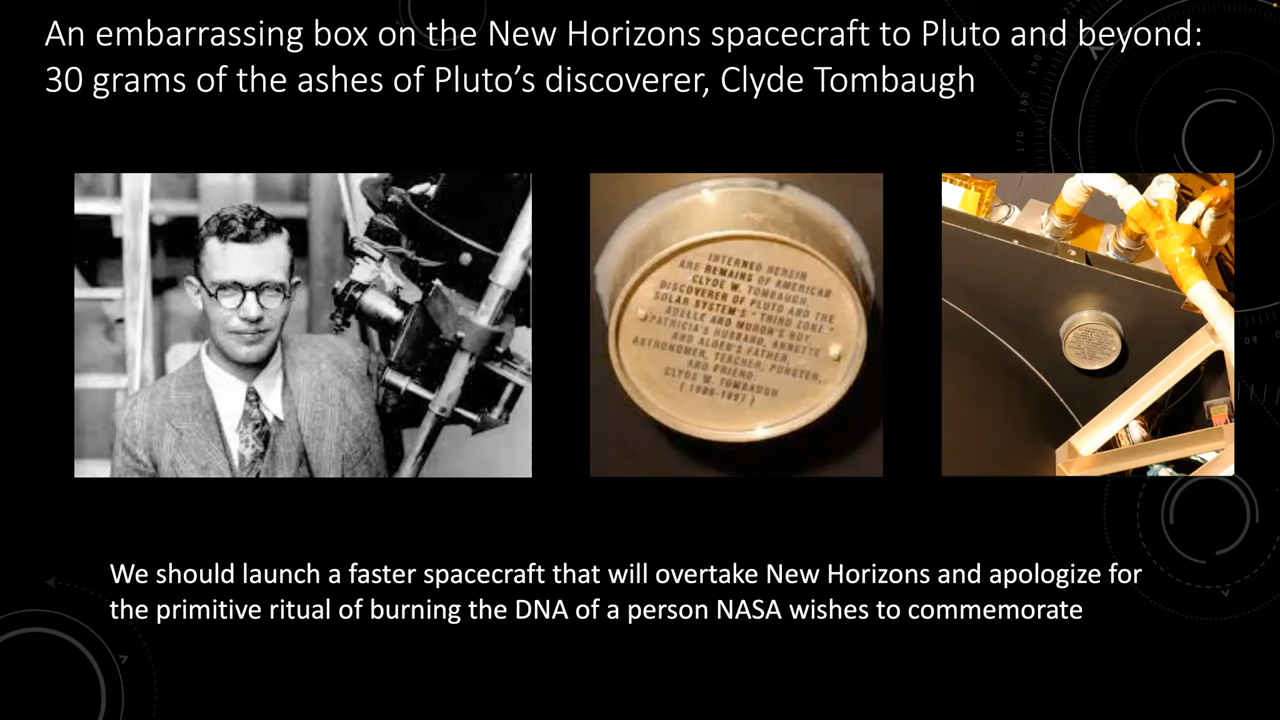 An embarrassing box on the New Horizons spacecraft to Pluto and beyond:
30 grams of the ashes of Pluto’s discoverer, Clyde Tombaugh
INTERNED HEREIN
ARE REMAINS OF AMERICAN
CLYDE W. TOMBAUGH,
DISCOVERER OF PLUTO AND THE
SOLAR SYSTEM'S "THIRD ZONE"
ADELLE AND MURON'S BOY,
PATRICIA'S HUSBAND, ANNETTE
AND ALDEN'S FATHER,
ASTRONOMER, TEACHER, PUNSTER,
AND FRIEND:
CLYDE W. TOMBAUGH
(1906-1997)
We should launch a faster spacecraft that will overtake New Horizons and apologize for
the primitive ritual of burning the DNA of a person NASA wishes to commemorate